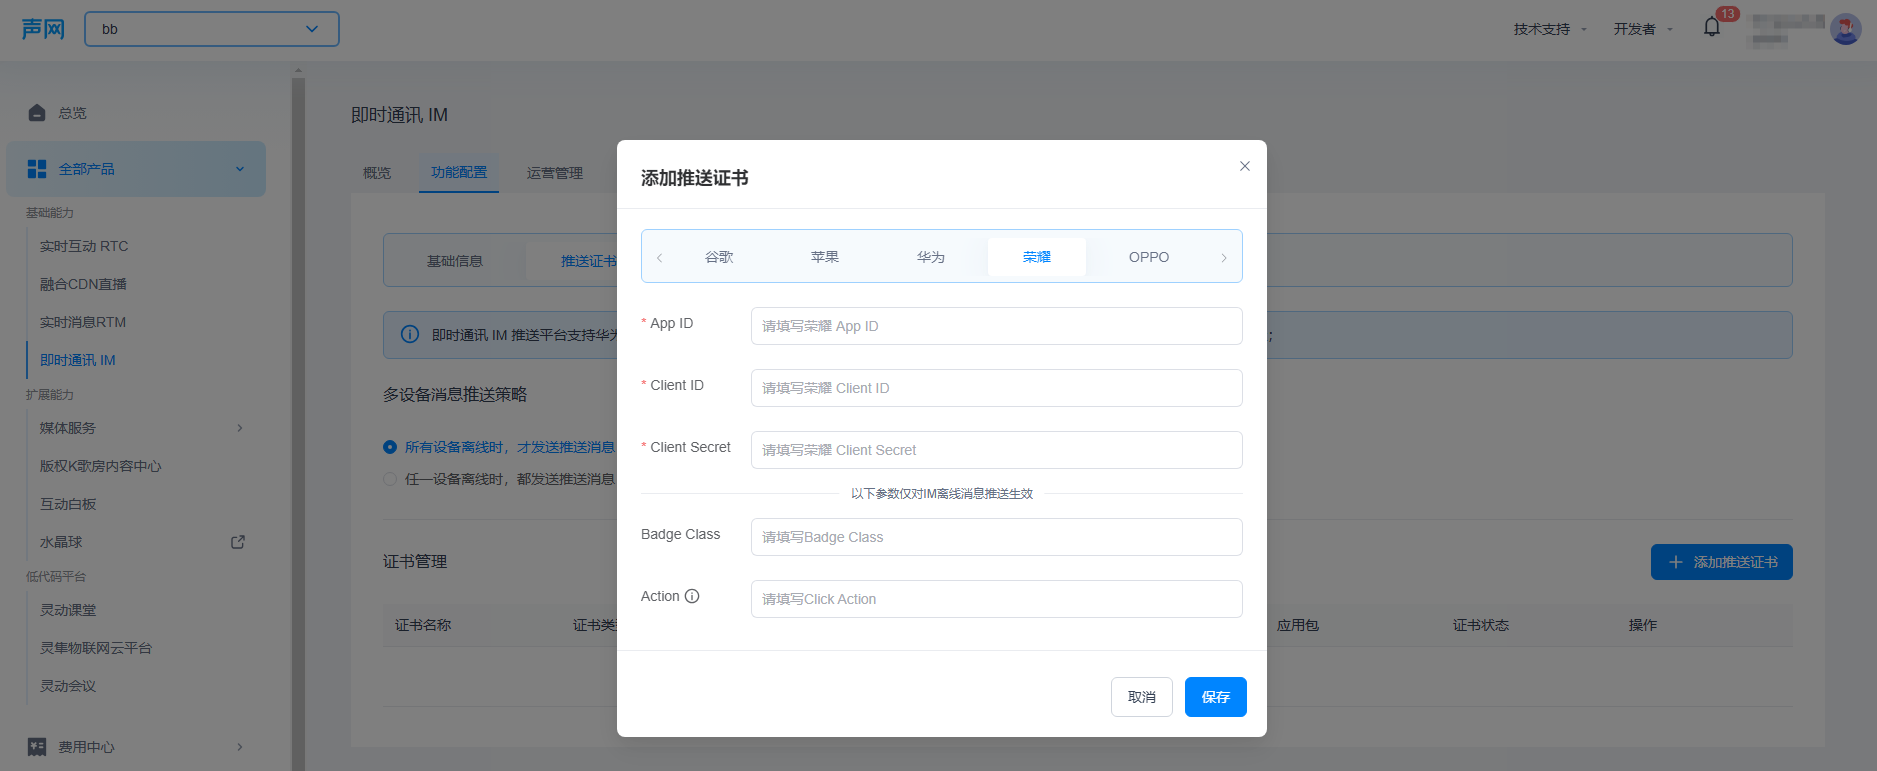 声网
bb
技术支持
开发者
13
总览
全部产品
基础能力
实时互动 RTC
融合CDN直播
实时消息RTM
即时通讯 IM
扩展能力
媒体服务
版权K歌房内容中心
互动白板
水晶球
低代码平台
灵动课堂
灵隼物联网云平台
灵动会议
费用中心
即时通讯 IM
概览
功能配置
运营管理
基础信息
推送证书
即时通讯 IM 推送平台支持华为
;
多设备消息推送策略
所有设备离线时，才发送推送消息
任一设备离线时，都发送推送消息
证书管理
添加推送证书
证书名称
证书类
应用包
证书状态
操作
添加推送证书
谷歌
苹果
华为
荣耀
OPPO
* App ID
请填写荣耀 App ID
* Client ID
请填写荣耀 Client ID
* Client Secret
请填写荣耀 Client Secret
以下参数仅对IM离线消息推送生效
Badge Class
请填写Badge Class
Action
请填写Click Action
取消
保存